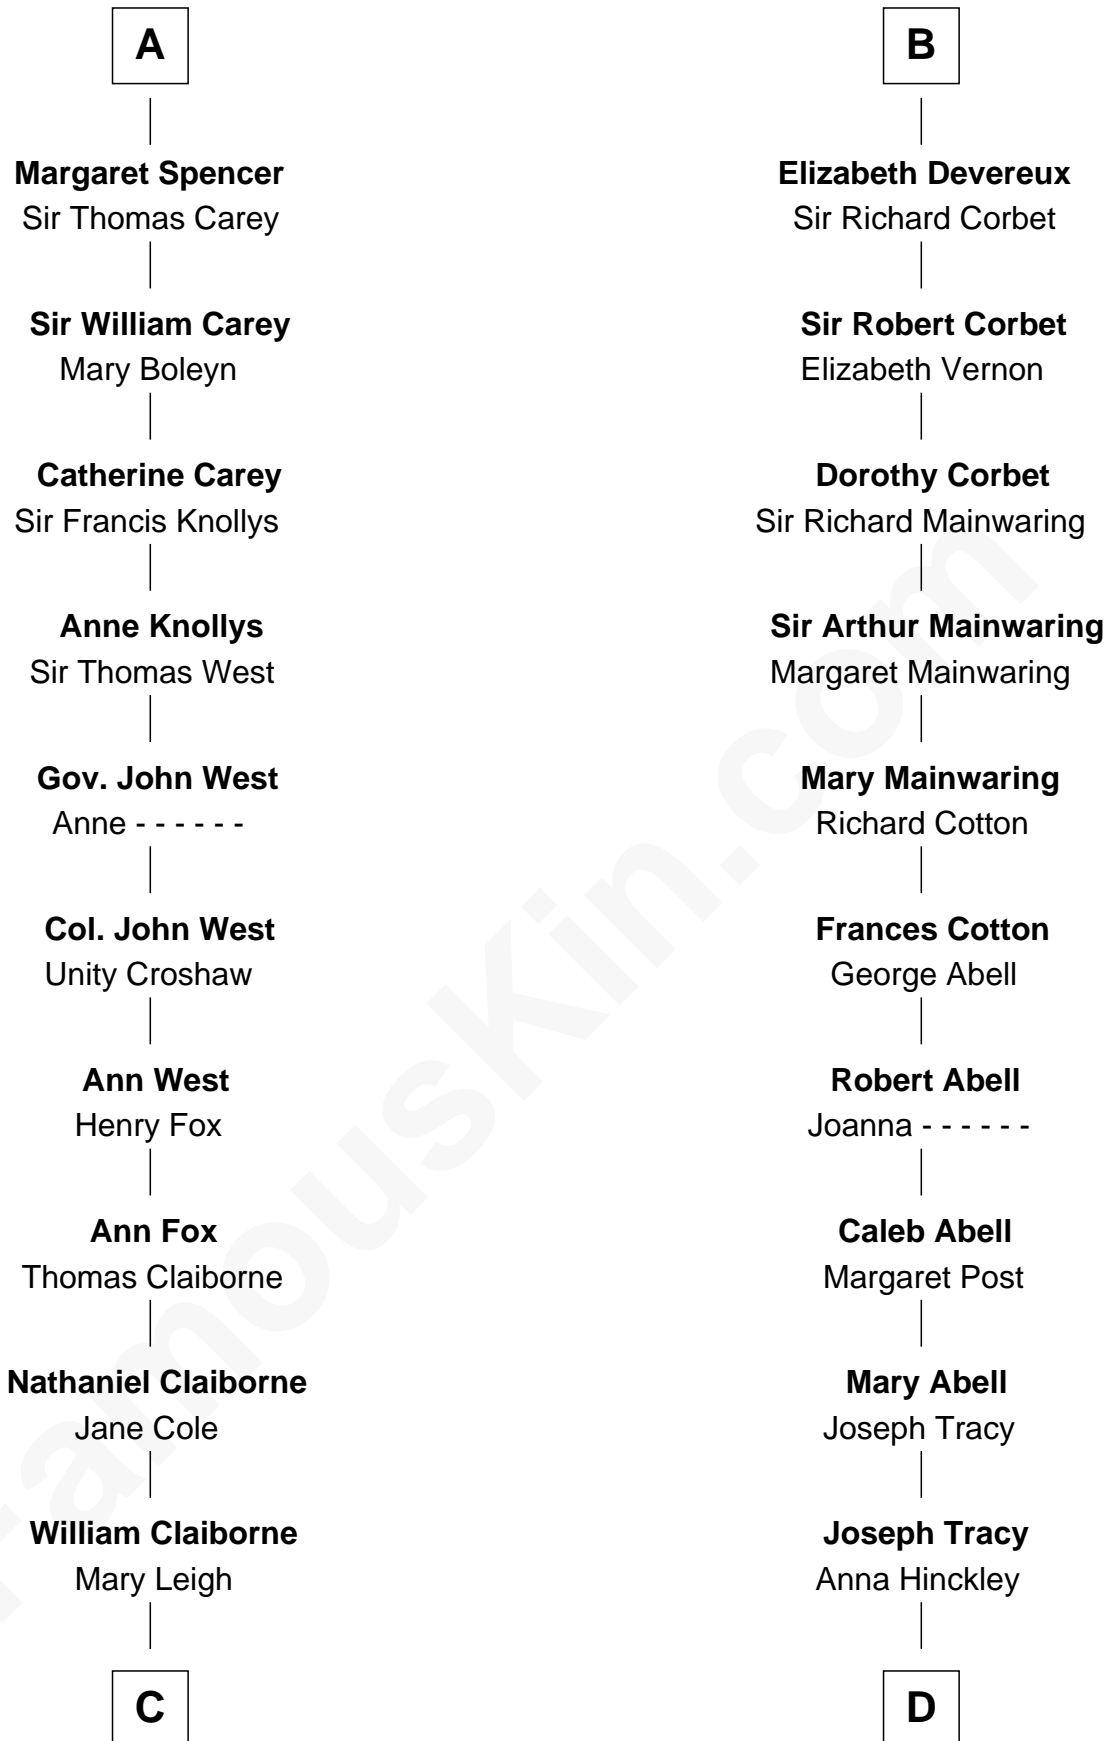 A
Margaret Spencer
Sir Thomas Carey
Sir William Carey
Mary Boleyn
Catherine Carey
Sir Francis Knollys
Anne Knollys
Sir Thomas West
Gov. John West
Anne - - - - - -
Col. John West
Unity Croshaw
Ann West
Henry Fox
Ann Fox
Thomas Claiborne
Nathaniel Claiborne
Jane Cole
William Claiborne
Mary Leigh
C
B
Elizabeth Devereux
Sir Richard Corbet
Sir Robert Corbet
Elizabeth Vernon
Dorothy Corbet
Sir Richard Mainwaring
Sir Arthur Mainwaring
Margaret Mainwaring
Mary Mainwaring
Richard Cotton
Frances Cotton
George Abell
Robert Abell
Joanna - - - - - -
Caleb Abell
Margaret Post
Mary Abell
Joseph Tracy
Joseph Tracy
Anna Hinckley
D
FamousKin.com